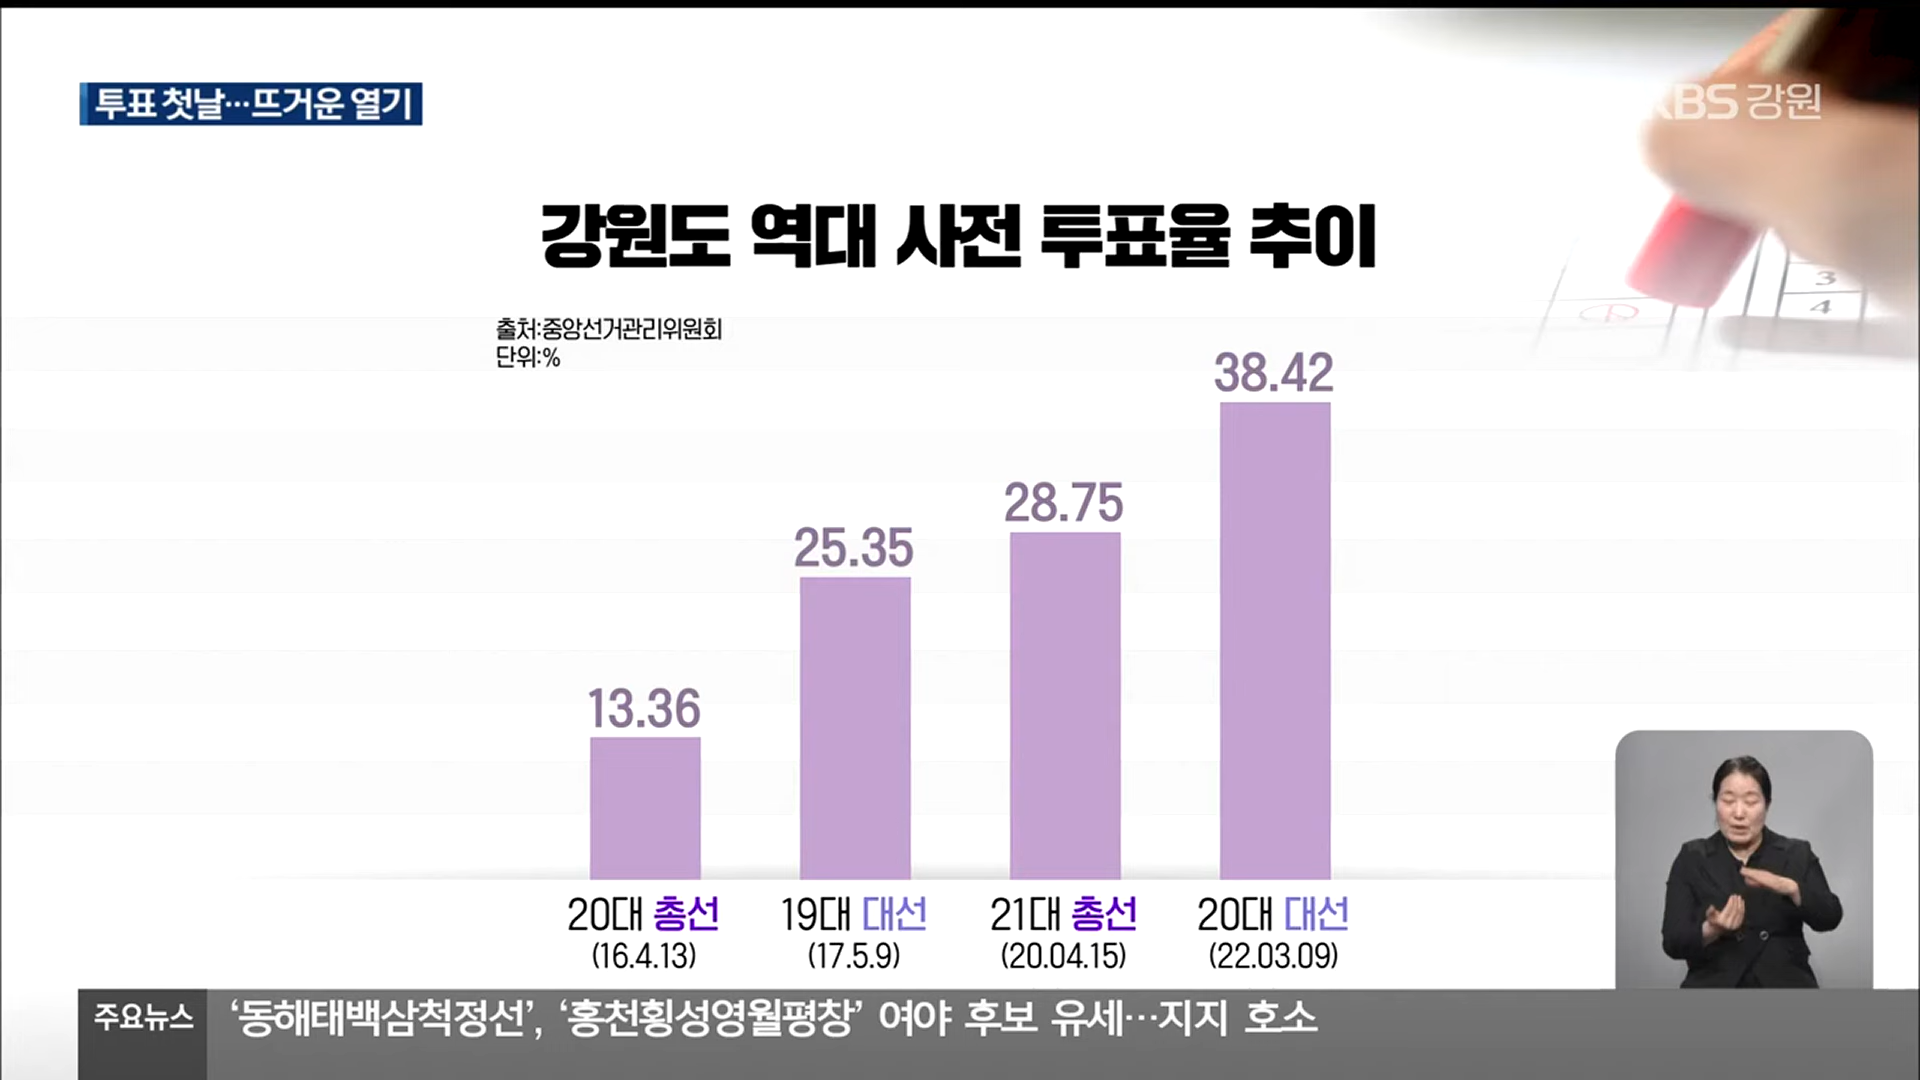 투표 첫날…뜨거운 열기
KBS 강원
강원도 역대 사전 투표율 추이
3
4
출처:중앙선거관리위원회
단위:%
38.42
28.75
25.35
13.36
20대 총선
(16.4.13)
19대 대선
(17.5.9)
21대 총선
(20.04.15)
20대 대선
(22.03.09)
주요뉴스
‘동해태백삼척정선’, ‘홍천횡성영월평창’ 여야 후보 유세…지지 호소